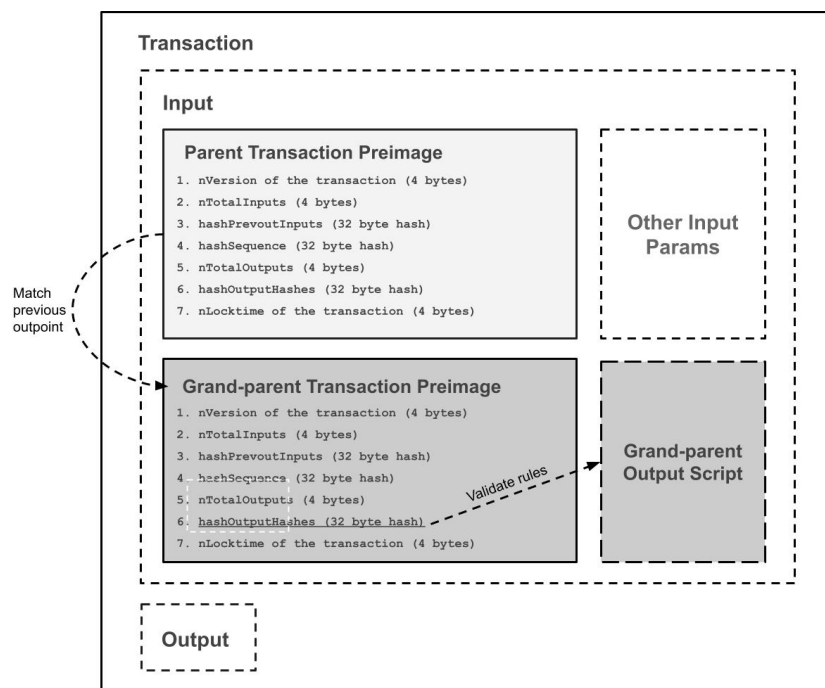 Transaction
Input
Parent Transaction Preimage
1. nVersion of the transaction (4 bytes)
2. nTotalInputs (4 bytes)
3. hashPrevoutInputs (32 byte hash)
4. hashSequence (32 byte hash)
5. nTotalOutputs (4 bytes)
6. hashOutputHashes (32 byte hash)
7. nLocktime of the transaction (4 bytes)
Other Input
Params
Match
previous
outpoint
Grand-parent Transaction Preimage
1. nVersion of the transaction (4 bytes)
2. nTotalInputs (4 bytes)
3. hashPrevoutInputs (32 byte hash)
4. hashSequence (32 byte hash)
5. nTotalOutputs (4 bytes)
6. hashOutputHashes (32 byte hash)
7. nLocktime of the transaction (4 bytes)
Validate rules
Grand-parent
Output Script
Output